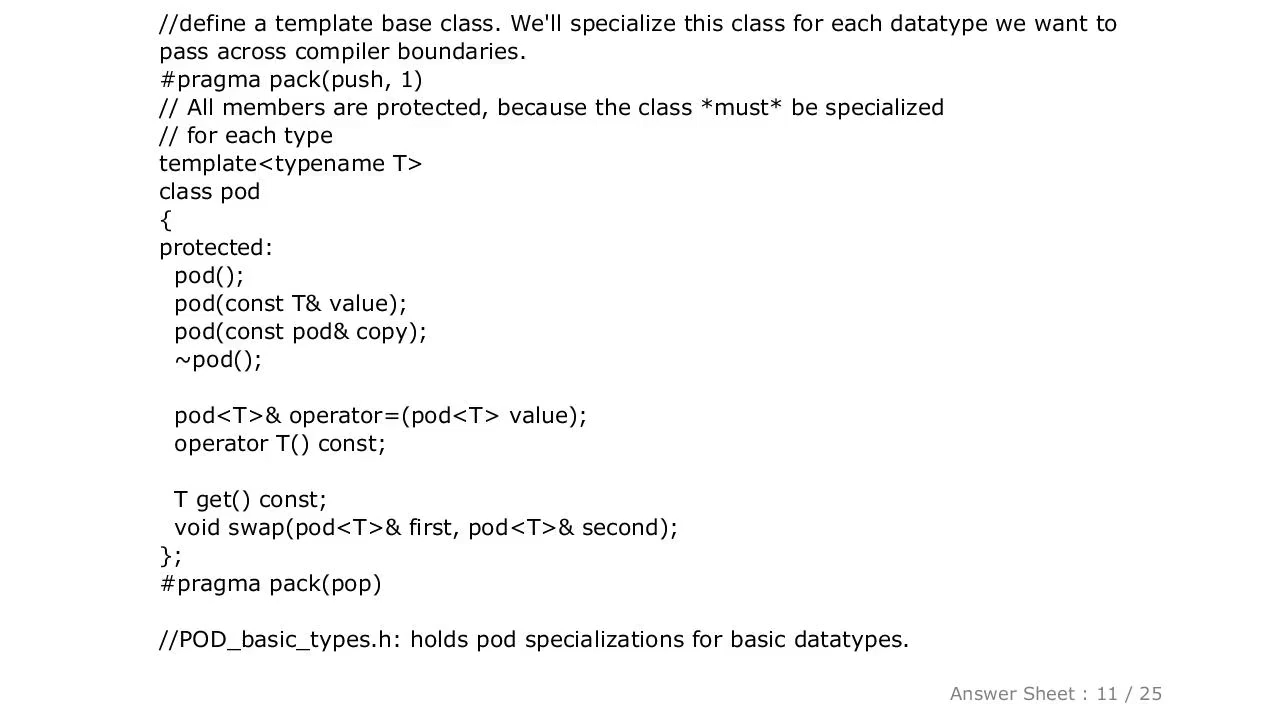 //define a template base class. We'll specialize this class for each datatype we want to
pass across compiler boundaries.
#pragma pack(push, 1)
// All members are protected, because the class *must* be specialized
// for each type
template<typename T>
class pod
{
protected:
  pod();
  pod(const T& value);
  pod(const pod& copy);
  ~pod();

  pod<T>& operator=(pod<T> value);
  operator T() const;

  T get() const;
  void swap(pod<T>& first, pod<T>& second);
};
#pragma pack(pop)

//POD_basic_types.h: holds pod specializations for basic datatypes.
Answer Sheet : 11 / 25